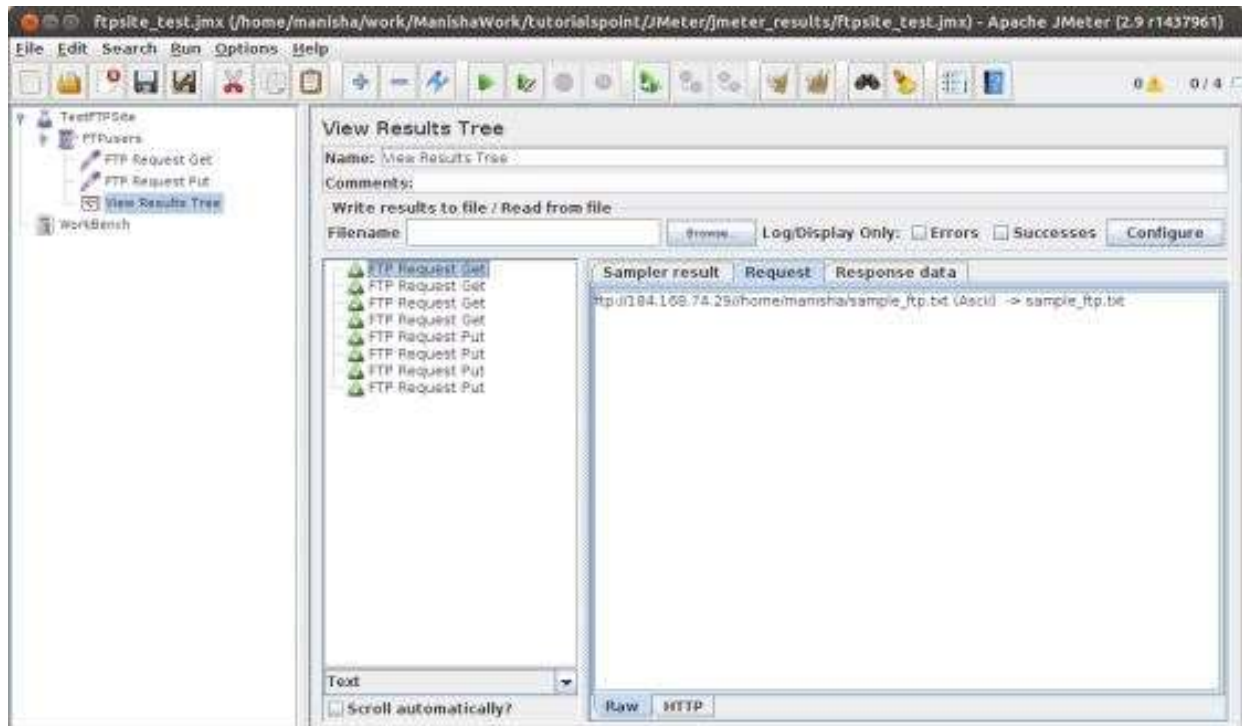 ftpsite_test.jmx (/home/manisha/work/ManishaWork/tutorialspoint/JMeter/jmeter_results/ftpsite_test.jmx) - Apache JMeter (2.9 r1437961)
File Edit Search Run Options Help
0 0 / 4
TestFTPSite
FTPusers
FTP Request Get
FTP Request Put
View Results Tree
WorkBench
View Results Tree
Name: View Results Tree
Comments:
Write results to file / Read from file
Filename Browse... Log/Display Only: Errors Successes Configure
FTP Request Get
FTP Request Get
FTP Request Get
FTP Request Get
FTP Request Put
FTP Request Put
FTP Request Put
FTP Request Put
Text
Scroll automatically?
Sampler result Request Response data
ftp://184.168.74.29//home/manisha/sample_ftp.txt (Ascii) -> sample_ftp.txt
Raw HTTP